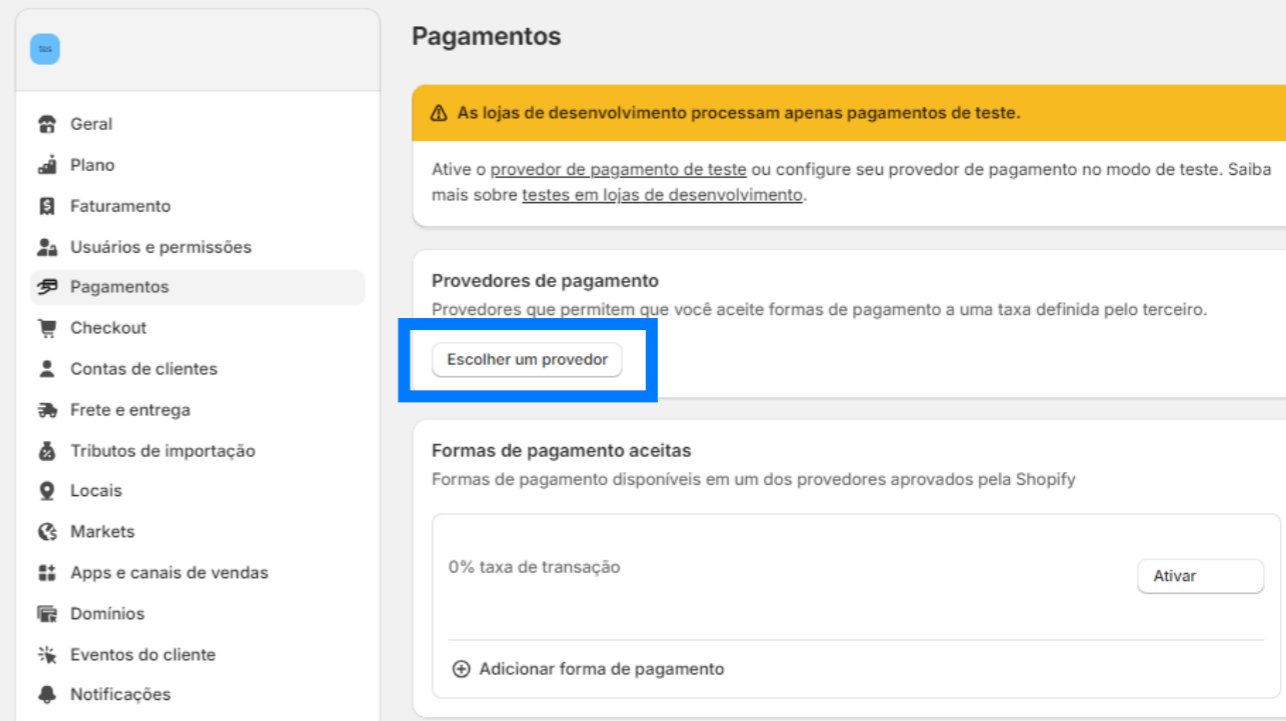 Pagamentos
As lojas de desenvolvimento processam apenas pagamentos de teste.
Ative o provedor de pagamento de teste ou configure seu provedor de pagamento no modo de teste. Saiba
mais sobre testes em lojas de desenvolvimento.
Geral
Plano
Faturamento
Usuários e permissões
Pagamentos
Checkout
Contas de clientes
Frete e entrega
Tributos de importação
Locais
Markets
Apps e canais de vendas
Domínios
Eventos do cliente
Notificações
Provedores de pagamento
Provedores que permitem que você aceite formas de pagamento a uma taxa definida pelo terceiro.
Escolher um provedor
Formas de pagamento aceitas
Formas de pagamento disponíveis em um dos provedores aprovados pela Shopify
0% taxa de transação
Ativar
Adicionar forma de pagamento